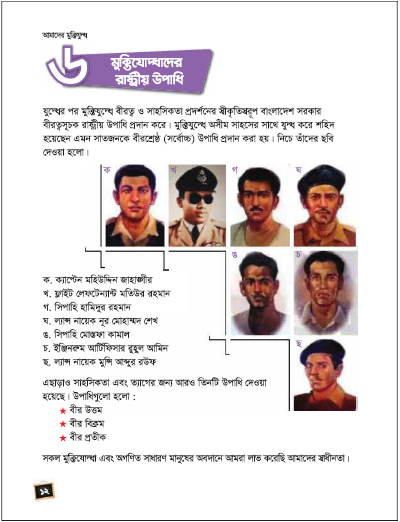 আমাদের মুক্তিযুদ্ধ
৬
মুক্তিযোদ্ধাদের
রাষ্ট্রীয় উপাধি
যুদ্ধের পর মুক্তিযুদ্ধে বীরত্ব ও সাহসিকতা প্রদর্শনের স্বীকৃতিস্বরূপ বাংলাদেশ সরকার
বীরত্বসূচক রাষ্ট্রীয় উপাধি প্রদান করে। মুক্তিযুদ্ধে অসীম সাহসের সাথে যুদ্ধ করে শহিদ
হয়েছেন এমন সাতজনকে বীরশ্রেষ্ঠ (সর্বোচ্চ) উপাধি প্রদান করা হয়। নিচে তাঁদের ছবি
দেওয়া হলো।
ক খ গ ঘ
ঙ চ
ছ
ক. ক্যাপ্টেন মহিউদ্দিন জাহাঙ্গীর
খ. ফ্লাইট লেফটেন্যান্ট মতিউর রহমান
গ. সিপাহি হামিদুর রহমান
ঘ. ল্যান্স নায়েক নূর মোহাম্মদ শেখ
ঙ. সিপাহি মোস্তফা কামাল
চ. ইঞ্জিনরুম আর্টিফিসার রুহুল আমিন
ছ. ল্যান্স নায়েক মুন্সি আব্দুর রউফ
এছাড়াও সাহসিকতা এবং ত্যাগের জন্য আরও তিনটি উপাধি দেওয়া
হয়েছে। উপাধিগুলো হলো :
★ বীর উত্তম
★ বীর বিক্রম
★ বীর প্রতীক
সকল মুক্তিযোদ্ধা এবং অগণিত সাধারণ মানুষের অবদানে আমরা লাভ করেছি আমাদের স্বাধীনতা।
১২